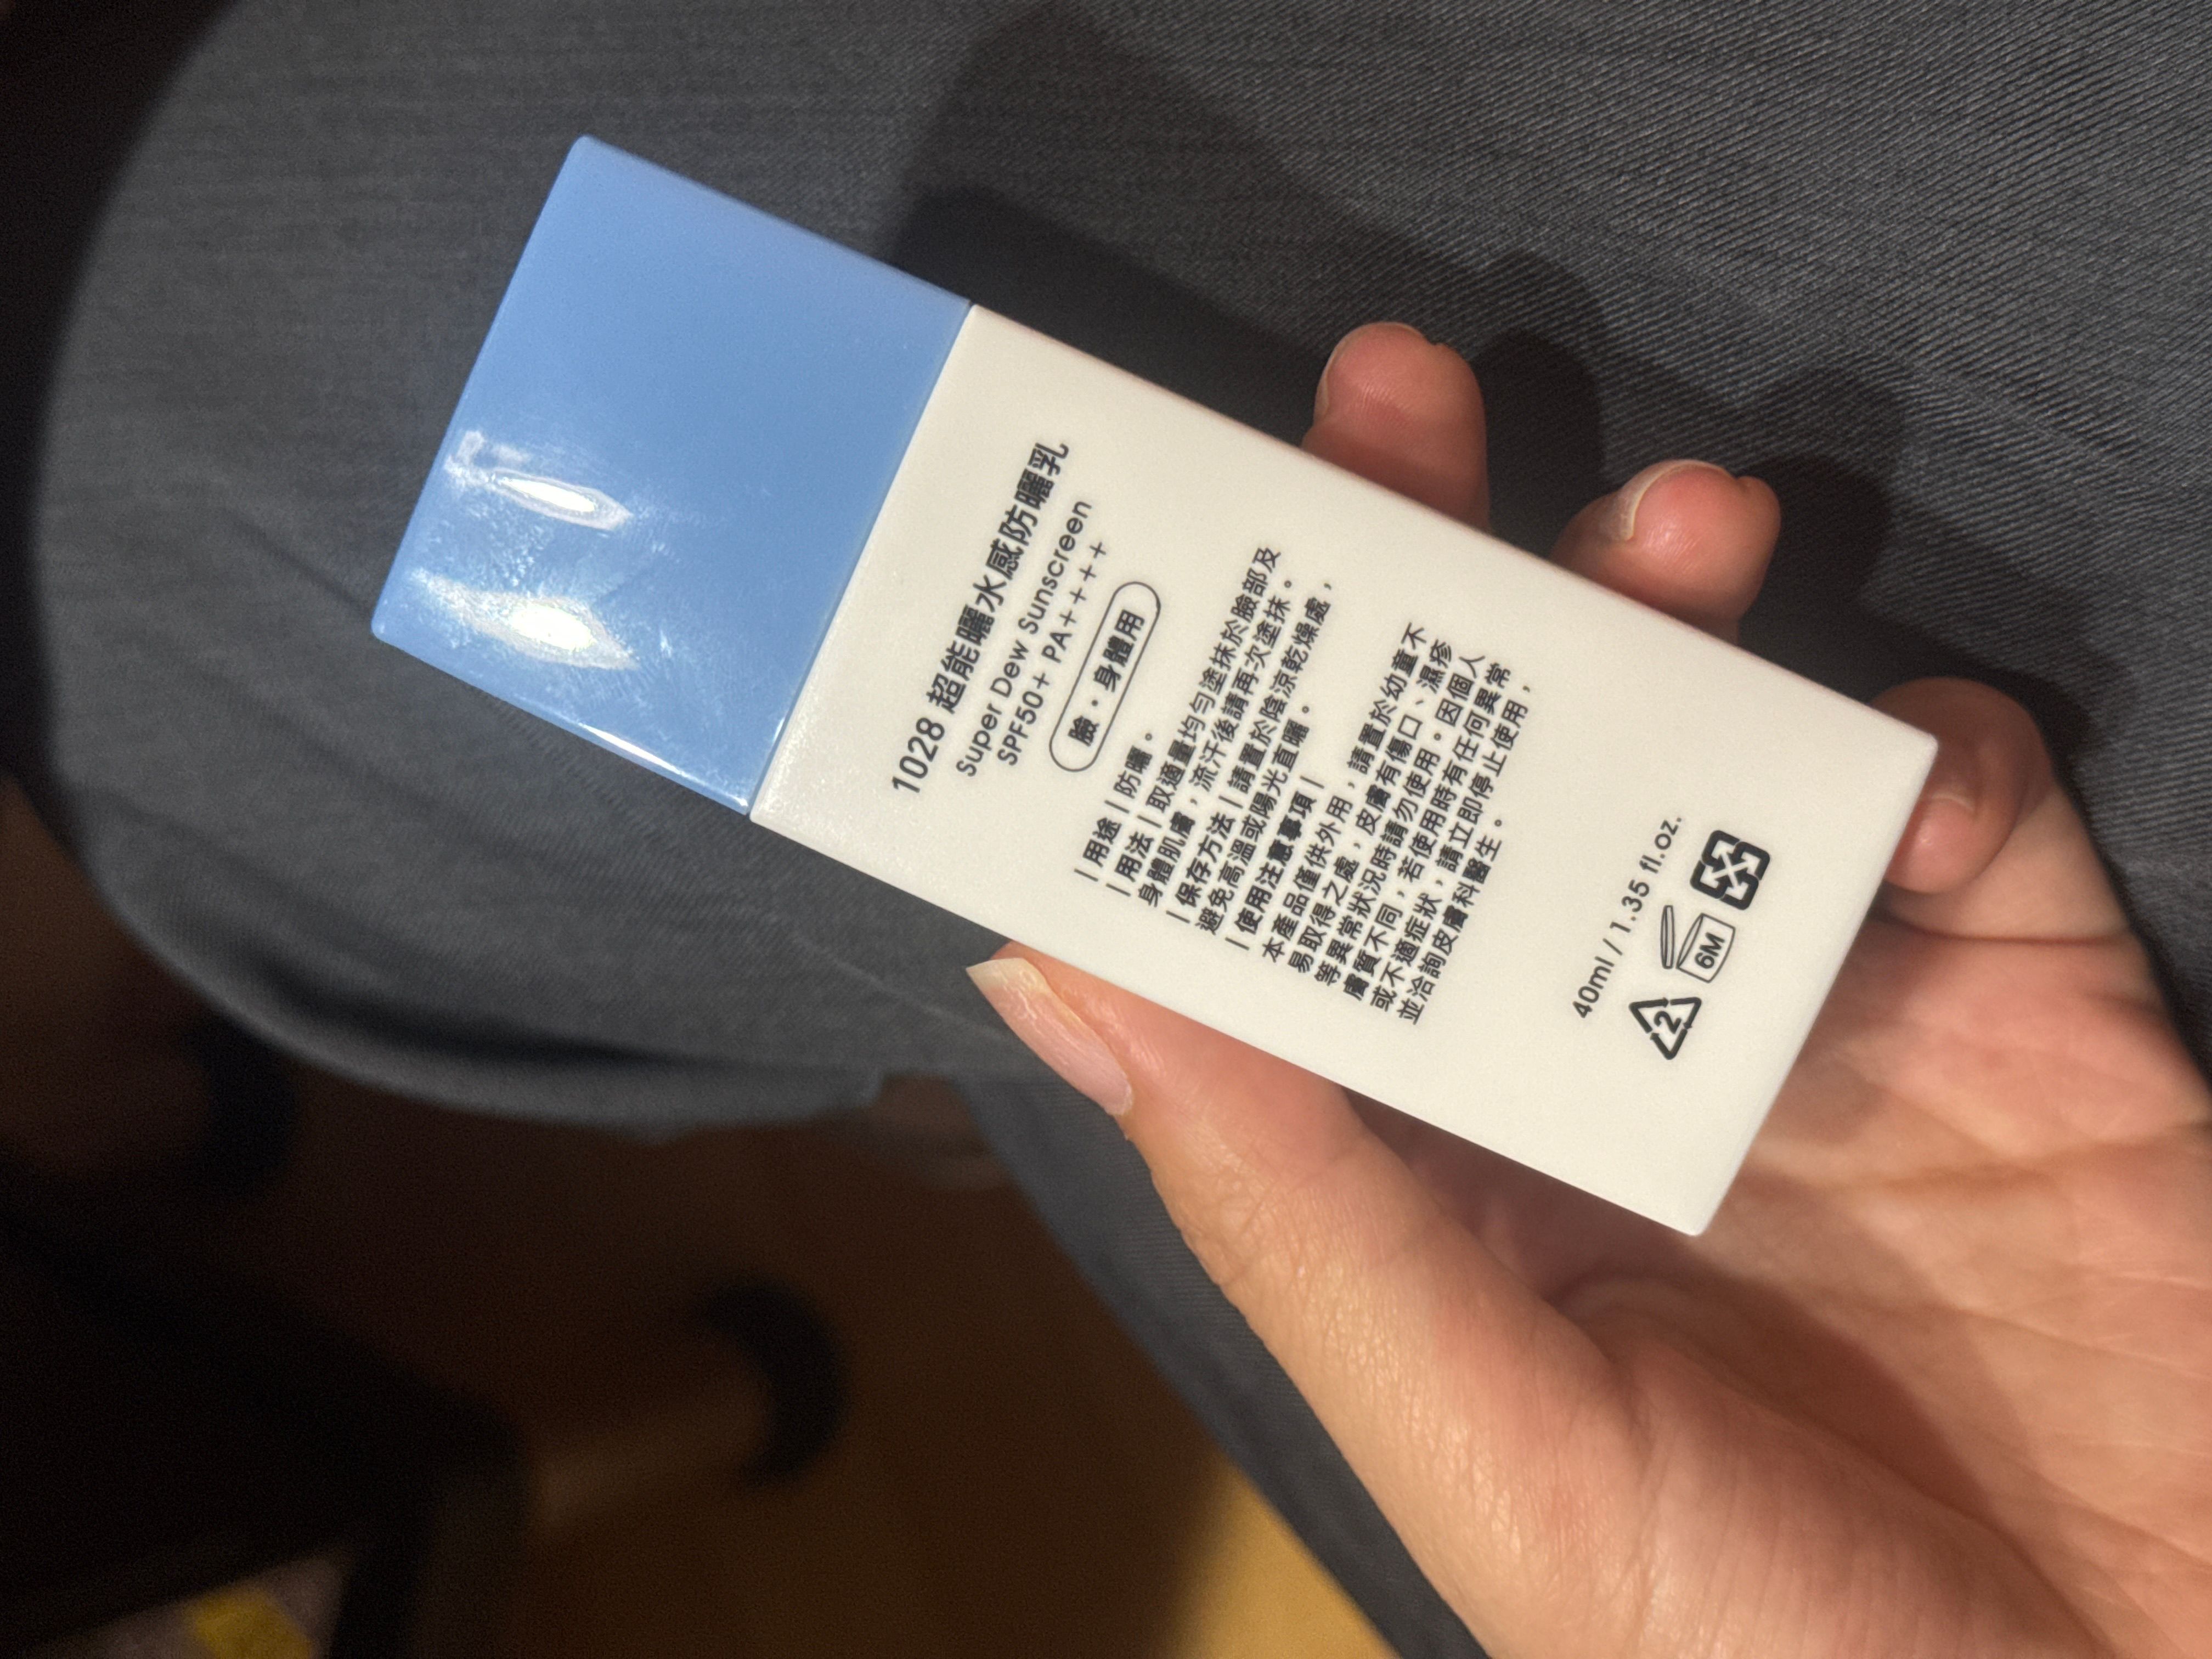 1028 超能曬水感防曬乳
Super Dew Sunscreen
SPF50+ PA++++
臉・身體用
| 用途 | 防曬。
| 用法 | 取適量均勻塗抹於臉部及
身體肌膚，流汗後請再次塗抹。
| 保存方法 | 請置於陰涼乾燥處，
避免高溫或陽光直曬。
| 使用注意事項 |
本產品僅供外用，請置於幼童不
易取得之處，皮膚有傷口、濕疹
等異常狀況時請勿使用。因個人
膚質不同，若使用時有任何異常
或不適症狀，請立即停止使用，
並洽詢皮膚科醫生。
40ml / 1.35 fl.oz.
2 6M